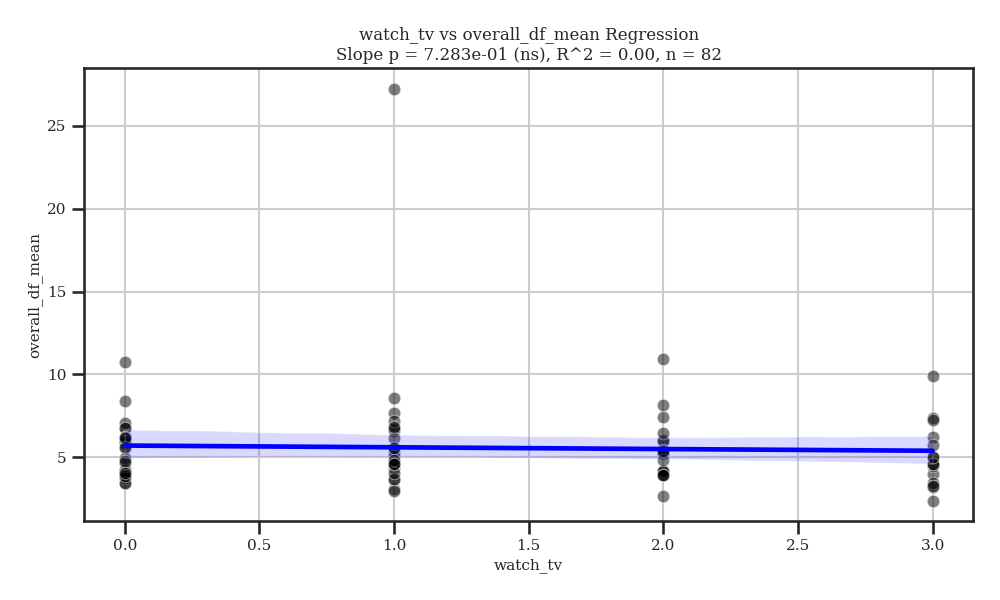 watch_tv vs overall_df_mean Regression
Slope p = 7.283e-01 (ns), R^2 = 0.00, n = 82
overall_df_mean
25
20
15
10
5
0.0 0.5 1.0 1.5 2.0 2.5 3.0
watch_tv